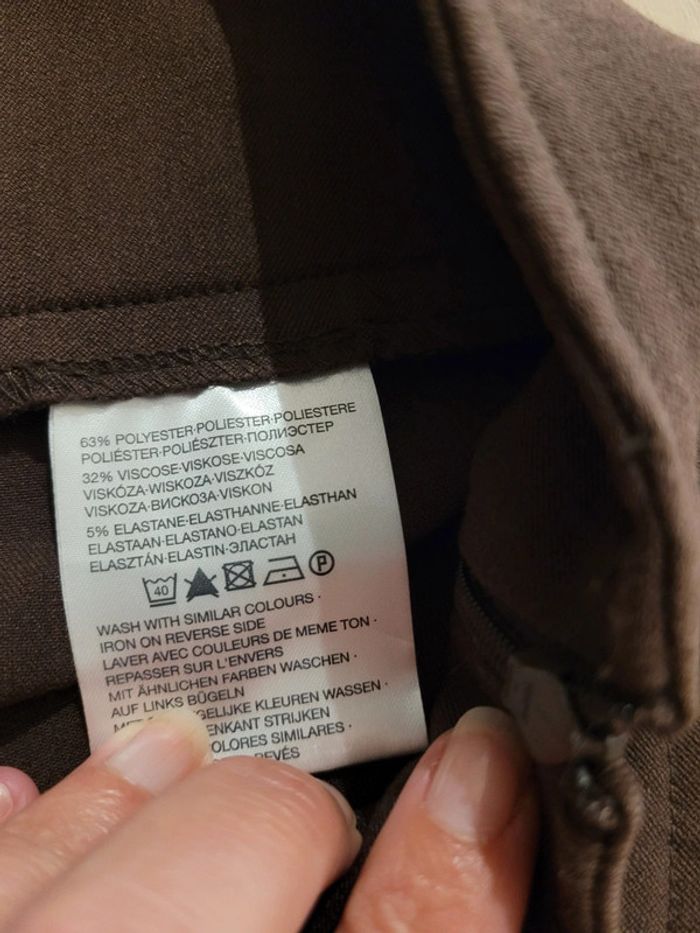 63% POLYESTER·POLIESTER·POLIESTERE
POLIÉSTER·POLIÉSZTER·ПОЛИЭСТЕР
32% VISCOSE·VISKOSE·VISCOSA
VISKÓZA·WISKOZA·VISZKÓZ
VISKOZA·ВИСКОЗА·VISKON
5% ELASTANE·ELASTHANNE·ELASTHAN
ELASTAAN·ELASTANO·ELASTAN
ELASZTÁN·ELASTIN·ЭЛАСТАН
40 P
WASH WITH SIMILAR COLOURS ·
IRON ON REVERSE SIDE
LAVER AVEC COULEURS DE MEME TON ·
REPASSER SUR L'ENVERS
MIT ÄHNLICHEN FARBEN WASCHEN ·
AUF LINKS BÜGELN
GELIJKE KLEUREN WASSEN ·
ENKANT STRIJKEN
OLORES SIMILARES ·
REVÉS